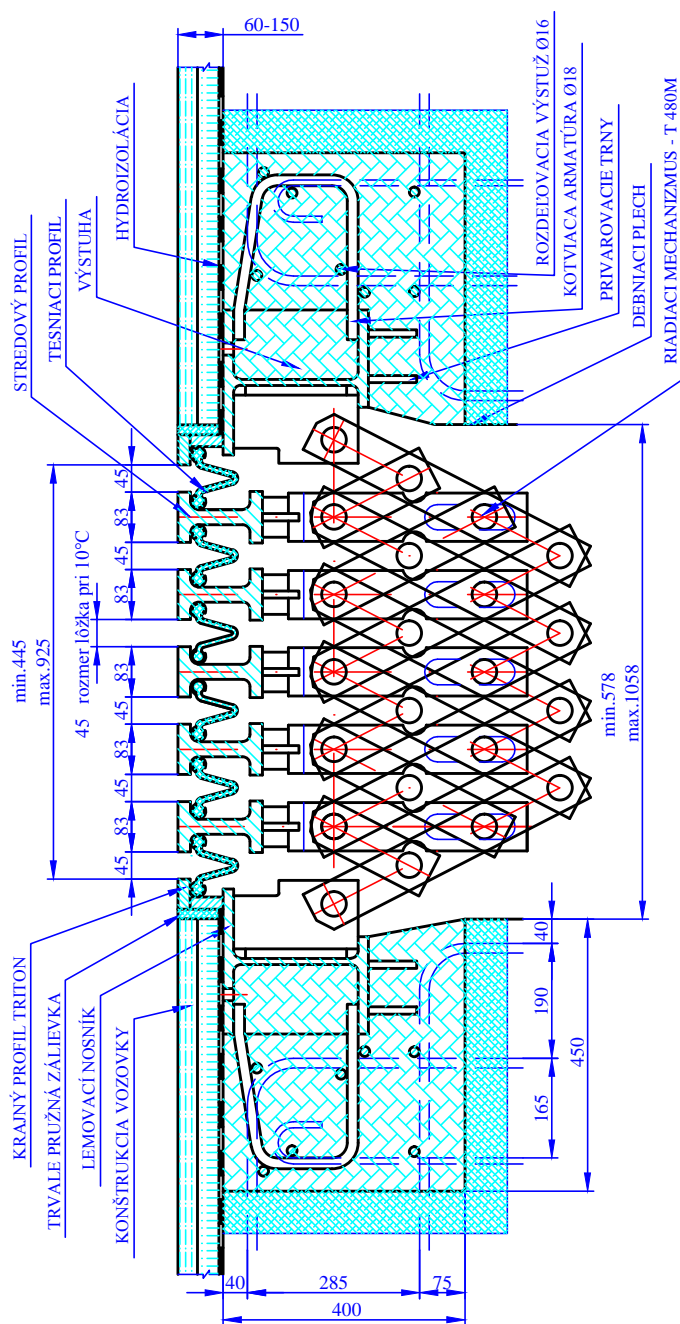 60-150
HYDROIZOLÁCIA
STREDOVÝ PROFIL
TESNIACI PROFIL
VÝSTUHA
ROZDEĽOVACIA VÝSTUŽ Ø16
KOTVIACA ARMATÚRA Ø18
PRIVAROVACIE TRNY
DEBNIACI PLECH
RIADIACI MECHANIZMUS - T 480M
min.445
max.925
45 rozmer lôžka pri 10°C
45
83
45
83
83
45
83
45
83
45
min.578
max.1058
KRAJNÝ PROFIL TRITON
TRVALE PRUŽNÁ ZÁLIEVKA
LEMOVACÍ NOSNÍK
KONŠTRUKCIA VOZOVKY
40
190
165
450
40
285
75
400